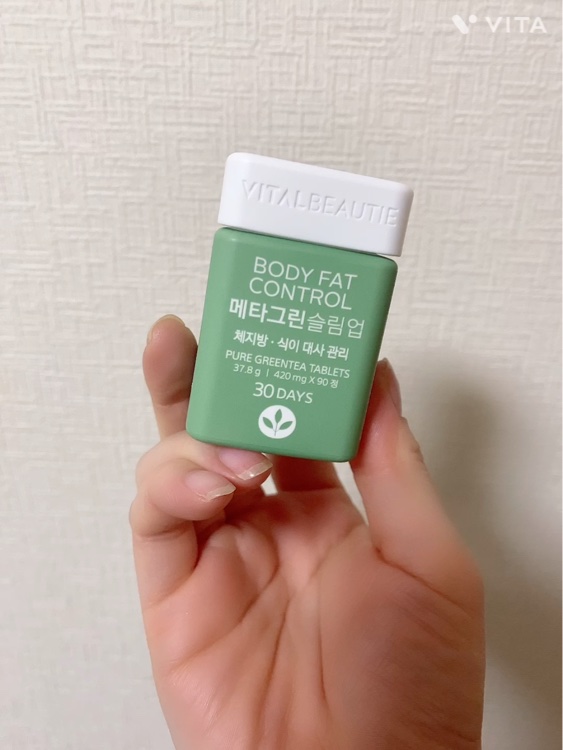 VITA
VITALBEAUTIE
BODY FAT
CONTROL
메타그린슬림업
체지방 · 식이 대사 관리
PURE GREENTEA TABLETS
37.8 g | 420 mg X 90 정
30 DAYS